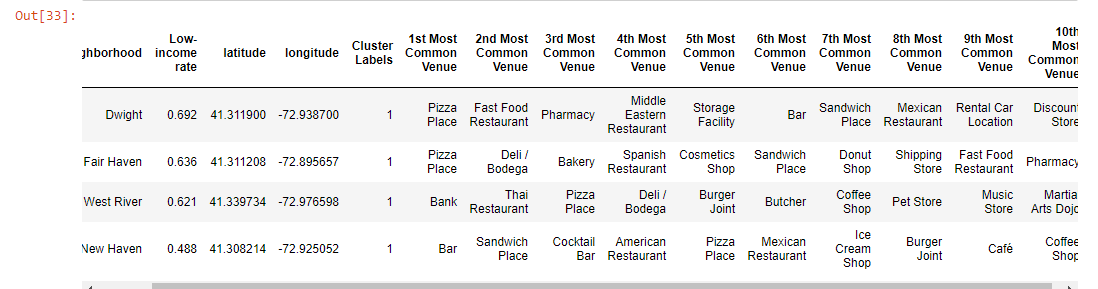 Out[33]:
ghborhood Low-income rate latitude longitude Cluster Labels 1st Most Common Venue 2nd Most Common Venue 3rd Most Common Venue 4th Most Common Venue 5th Most Common Venue 6th Most Common Venue 7th Most Common Venue 8th Most Common Venue 9th Most Common Venue 10th Most Common Venue
Dwight 0.692 41.311900 -72.938700 1 Pizza Place Fast Food Restaurant Pharmacy Middle Eastern Restaurant Storage Facility Bar Sandwich Place Mexican Restaurant Rental Car Location Discount Store
Fair Haven 0.636 41.311208 -72.895657 1 Pizza Place Deli / Bodega Bakery Spanish Restaurant Cosmetics Shop Sandwich Place Donut Shop Shipping Store Fast Food Restaurant Pharmacy
West River 0.621 41.339734 -72.976598 1 Bank Thai Restaurant Pizza Place Deli / Bodega Burger Joint Butcher Coffee Shop Pet Store Music Store Martial Arts Dojo
New Haven 0.488 41.308214 -72.925052 1 Bar Sandwich Place Cocktail Bar American Restaurant Pizza Place Mexican Restaurant Ice Cream Shop Burger Joint Café Coffee Shop